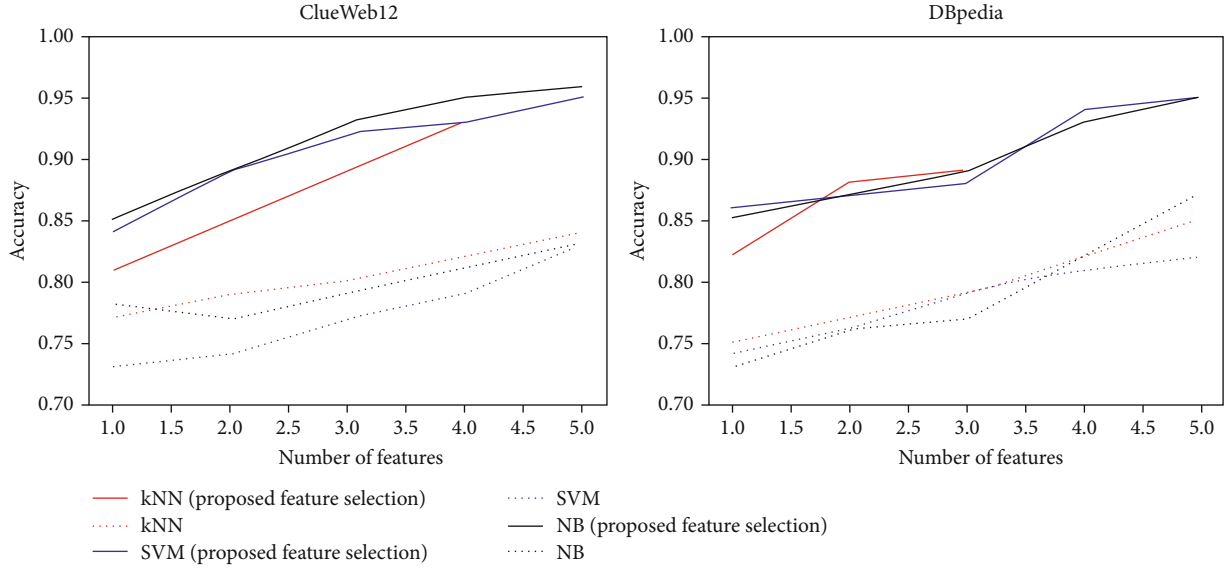 ClueWeb12
1.00
0.95
0.90
0.85
0.80
0.75
0.70
Accuracy
1.0 1.5 2.0 2.5 3.0 3.5 4.0 4.5 5.0
Number of features
DBpedia
1.00
0.95
0.90
0.85
0.80
0.75
0.70
Accuracy
1.0 1.5 2.0 2.5 3.0 3.5 4.0 4.5 5.0
Number of features
kNN (proposed feature selection)
kNN
SVM (proposed feature selection)
SVM
NB (proposed feature selection)
NB